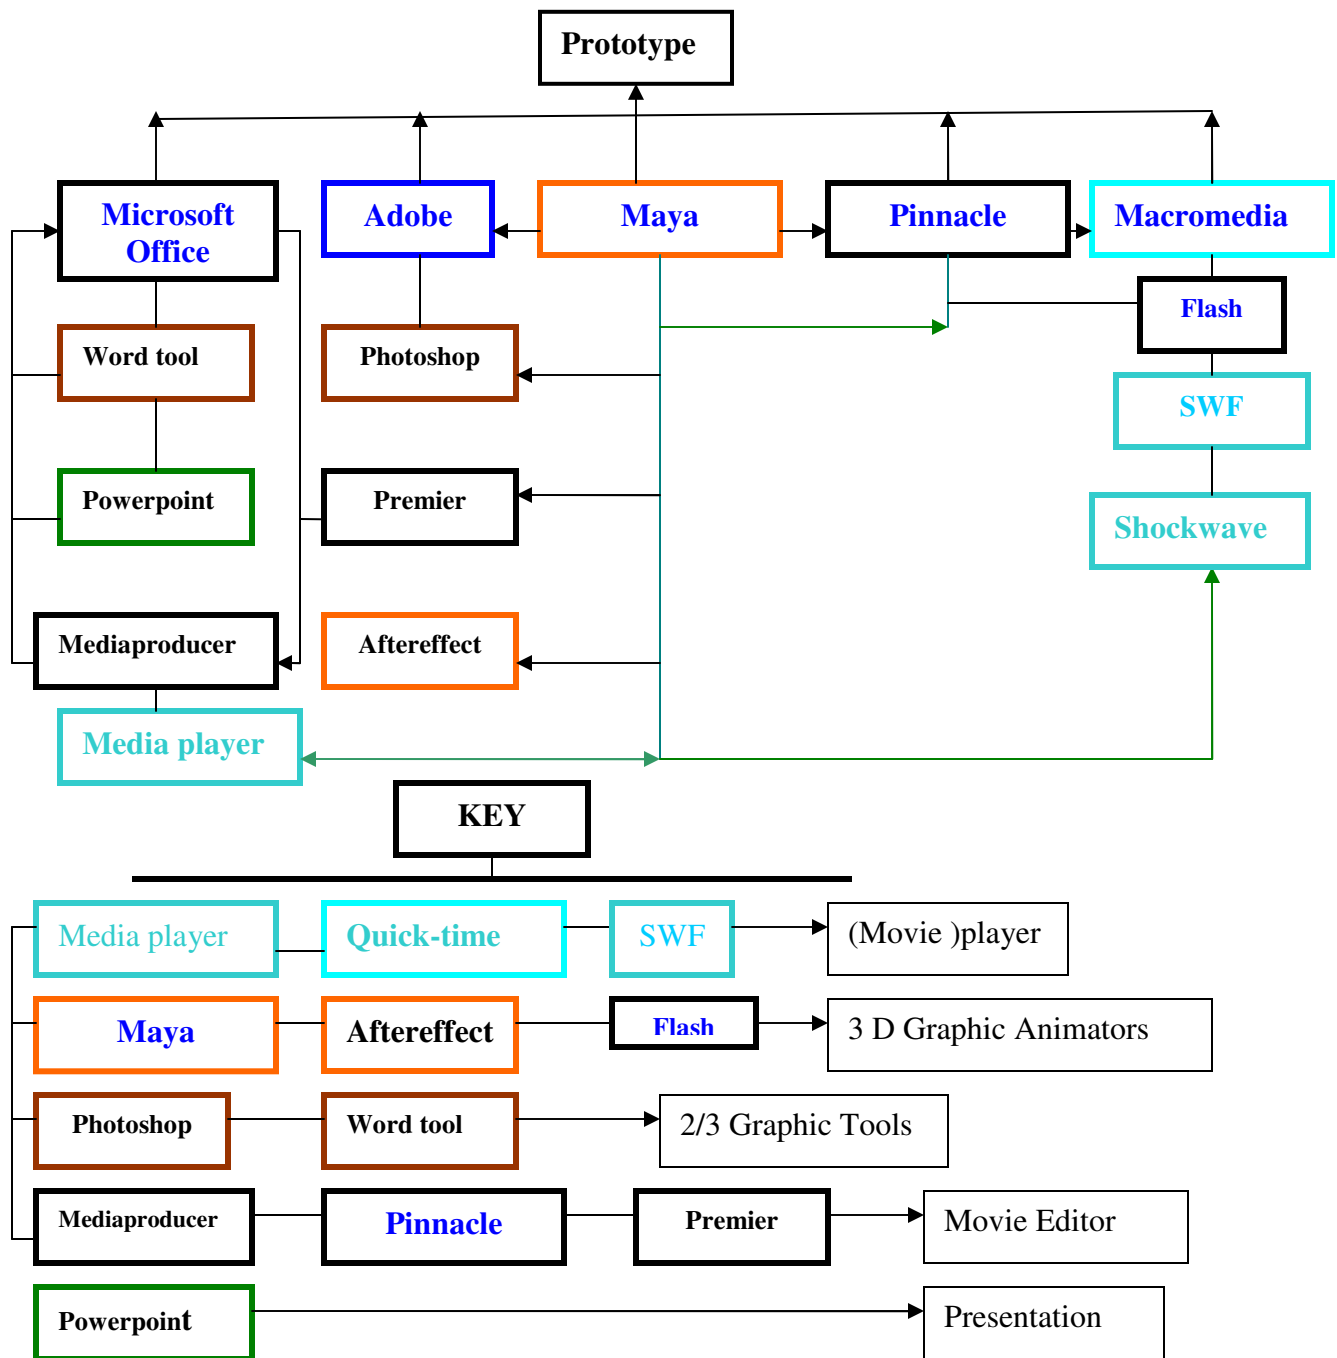 Prototype
Microsoft
Office
Adobe
Maya
Pinnacle
Macromedia
Flash
Word tool
Photoshop
SWF
Powerpoint
Premier
Shockwave
Mediaproducer
Aftereffect
Media player
KEY
Media player
Quick-time
SWF
(Movie )player
Maya
Aftereffect
Flash
3 D Graphic Animators
Photoshop
Word tool
2/3 Graphic Tools
Mediaproducer
Pinnacle
Premier
Movie Editor
Powerpoint
Presentation